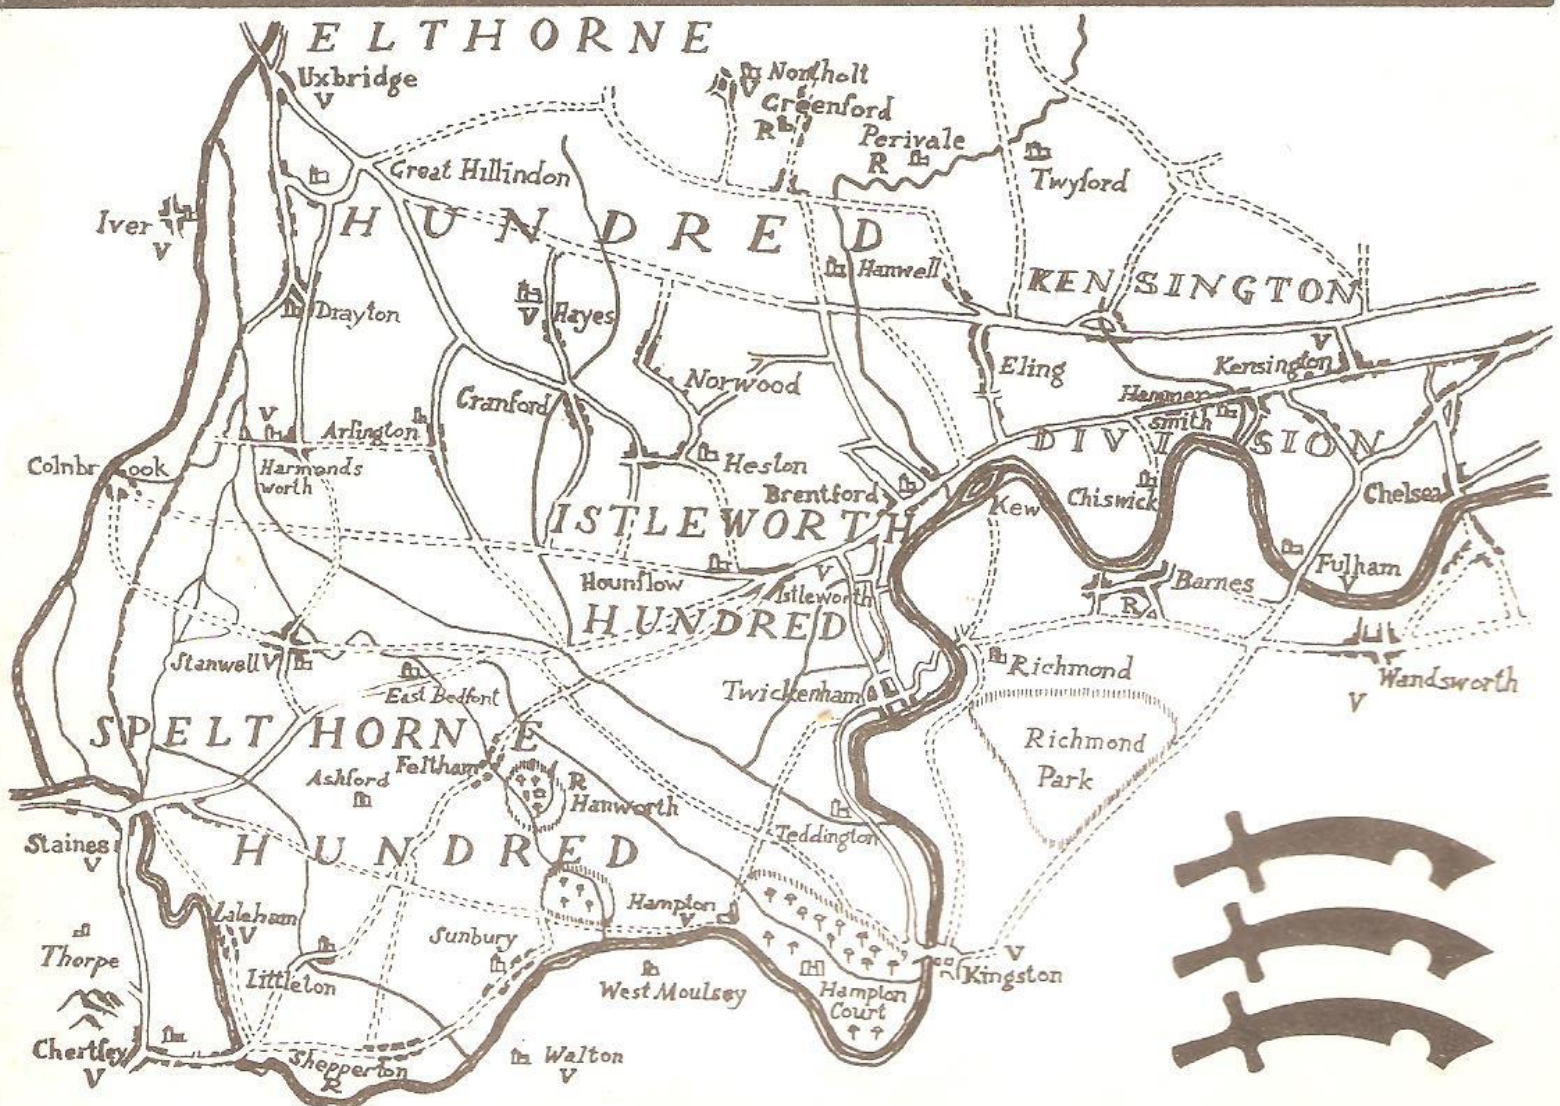 ELTHORNE
Uxbridge
V
Northolt
V
Greenford
R
Perivale
R
Twyford
Great Hillindon
Iver
V
HUNDRED
Hanwell
KENSINGTON
Drayton
Hayes
V
Eling
V
Kensington
Norwood
Cranford
Hammer
smith
V
Arlington
DIVISION
Colnbrook
Harmonds
worth
Heston
Brentford
Chiswick
Chelsea
Kew
ISTLEWORTH
V
Hounslow
Istleworth
Barnes
R
Fulham
V
HUNDRED
Stanwell V
East Bedfont
Twickenham
Richmond
Wandsworth
V
SPELTHORNE
Richmond
Park
Ashford
Feltham
R
Hanworth
Teddington
Staines
V
HUNDRED
Laleham
V
Hampton
V
Sunbury
Thorpe
Littleton
West Moulsey
Hampton
Court
V
Kingston
Chertsey
V
Shepperton
R
Walton
V